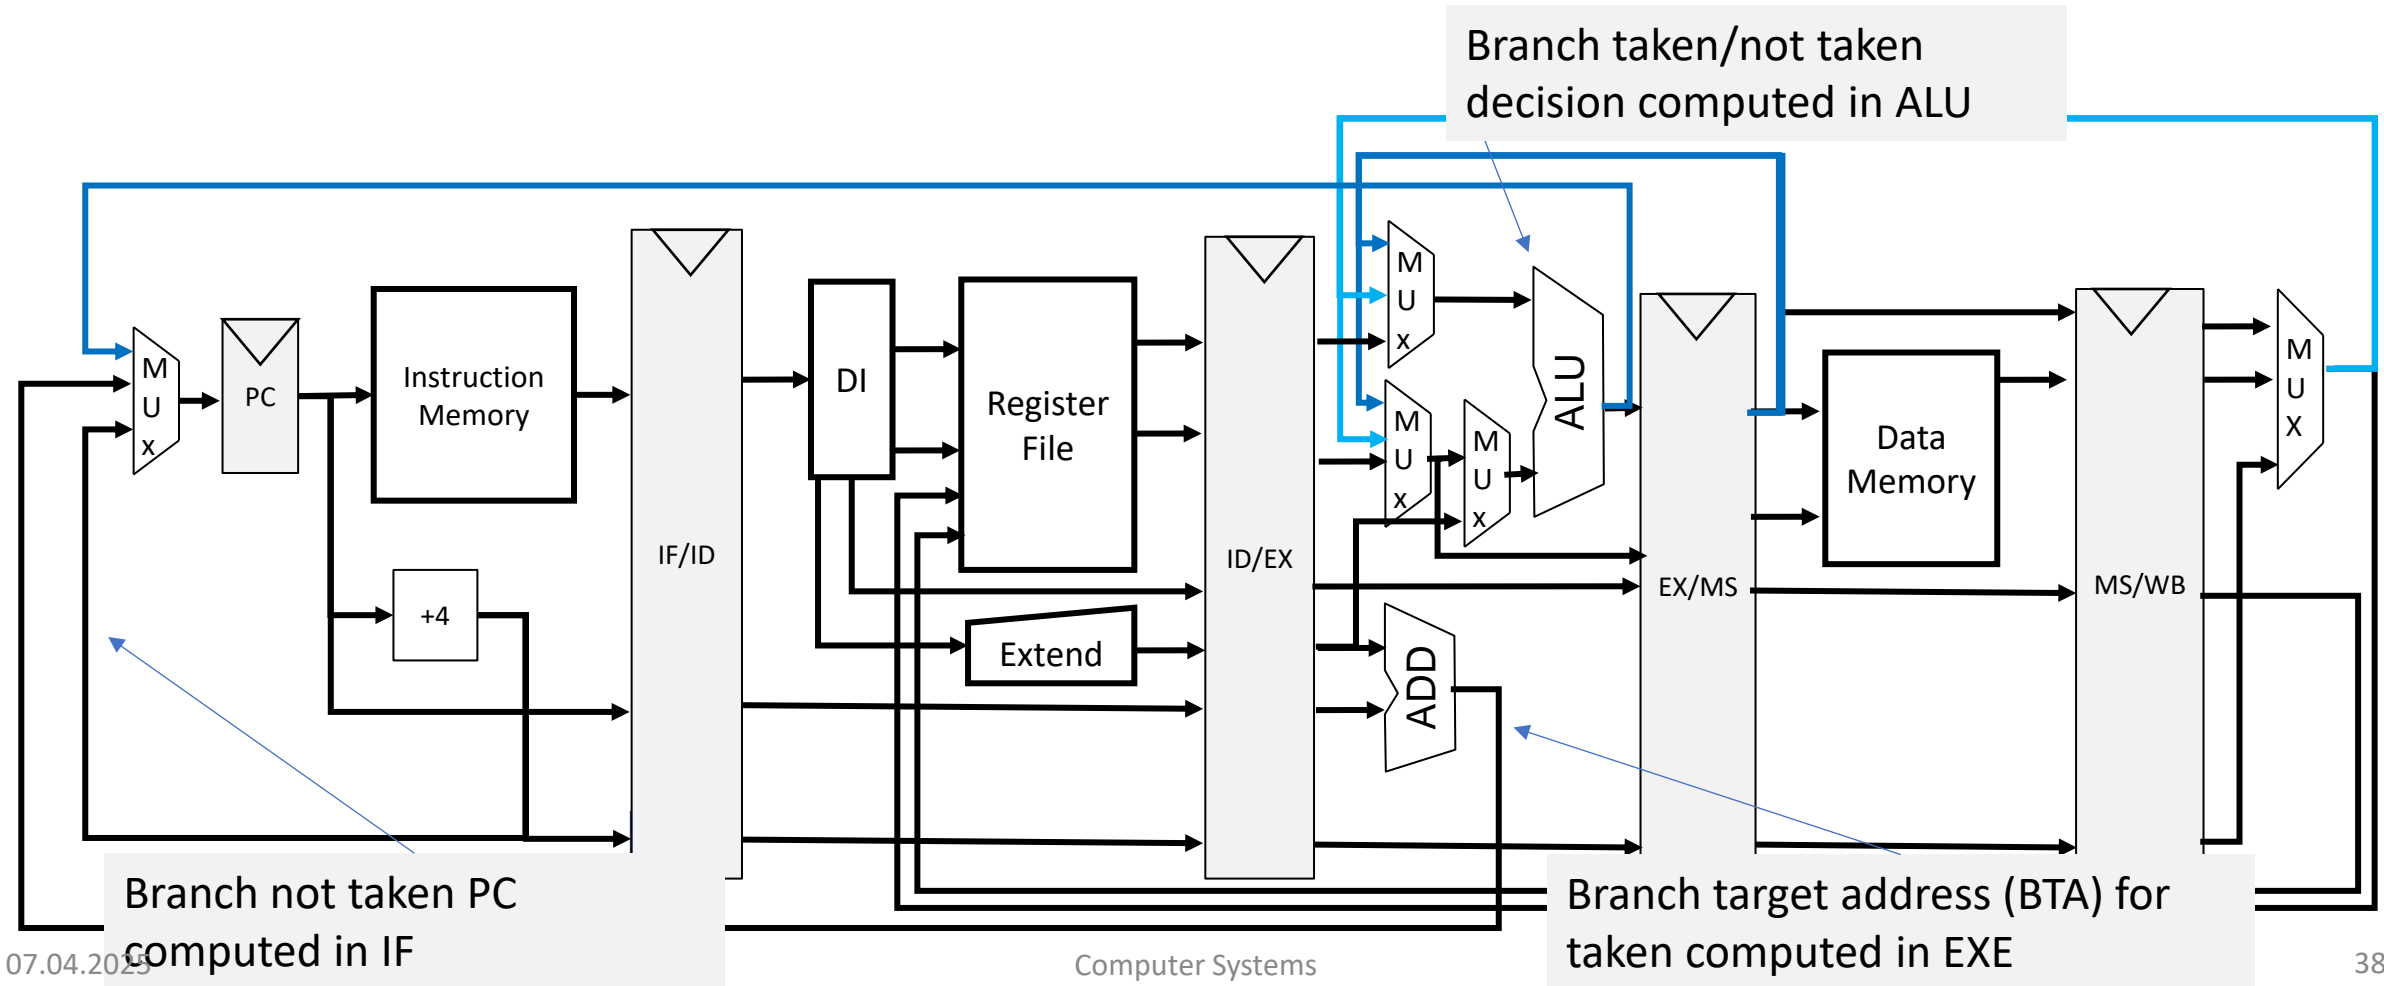 Branch taken/not taken
decision computed in ALU
M
U
x
PC
Instruction
Memory
+4
IF/ID
DI
Register
File
Extend
ID/EX
M
U
x
M
U
x
M
U
x
ALU
ADD
EX/MS
Data
Memory
MS/WB
M
U
X
Branch not taken PC
computed in IF
Branch target address (BTA) for
taken computed in EXE
07.04.2025
Computer Systems
38